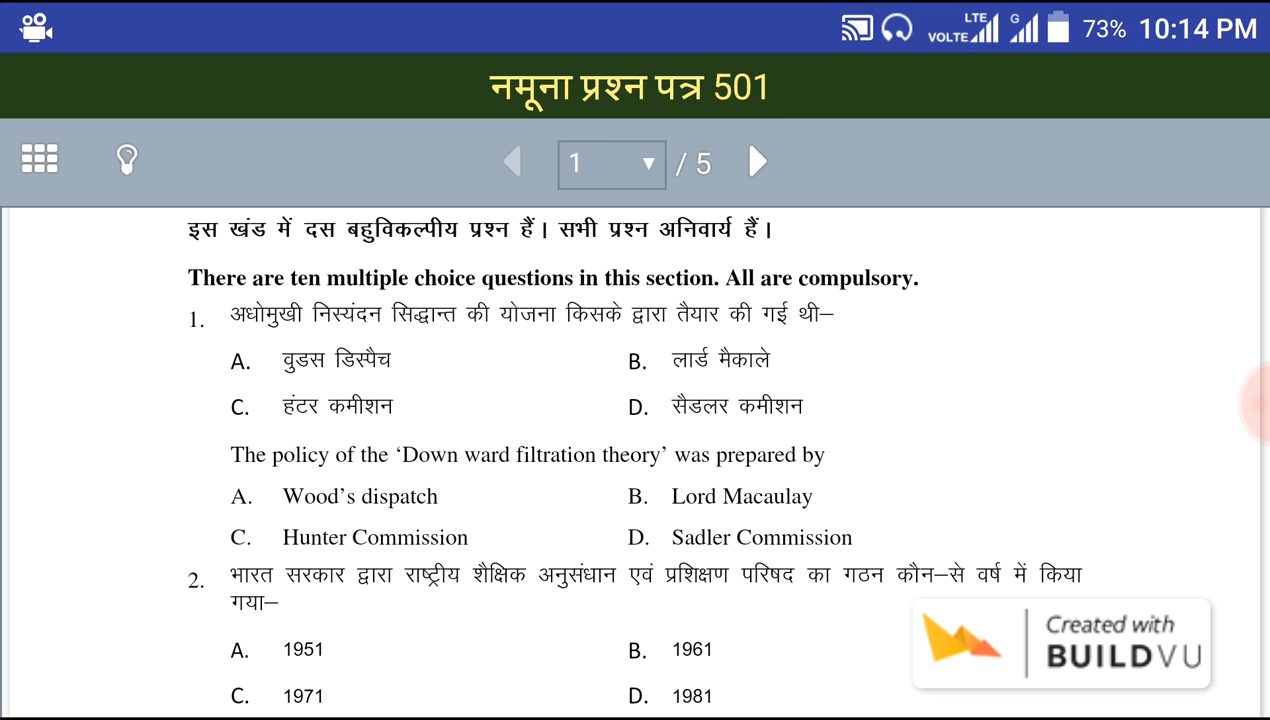 LTE G
VOLTE 73% 10:14 PM
नमूना प्रश्न पत्र 501
1 ▼ / 5
इस खंड में दस बहुविकल्पीय प्रश्न हैं। सभी प्रश्न अनिवार्य हैं।
There are ten multiple choice questions in this section. All are compulsory.
1. अधोमुखी निस्यंदन सिद्धान्त की योजना किसके द्वारा तैयार की गई थी–
A. वुडस डिस्पैच B. लार्ड मैकाले
C. हंटर कमीशन D. सैडलर कमीशन
The policy of the ‘Down ward filtration theory’ was prepared by
A. Wood’s dispatch B. Lord Macaulay
C. Hunter Commission D. Sadler Commission
2. भारत सरकार द्वारा राष्ट्रीय शैक्षिक अनुसंधान एवं प्रशिक्षण परिषद का गठन कौन–से वर्ष में किया
गया–
A. 1951 B. 1961
C. 1971 D. 1981
Created with
BUILDVU